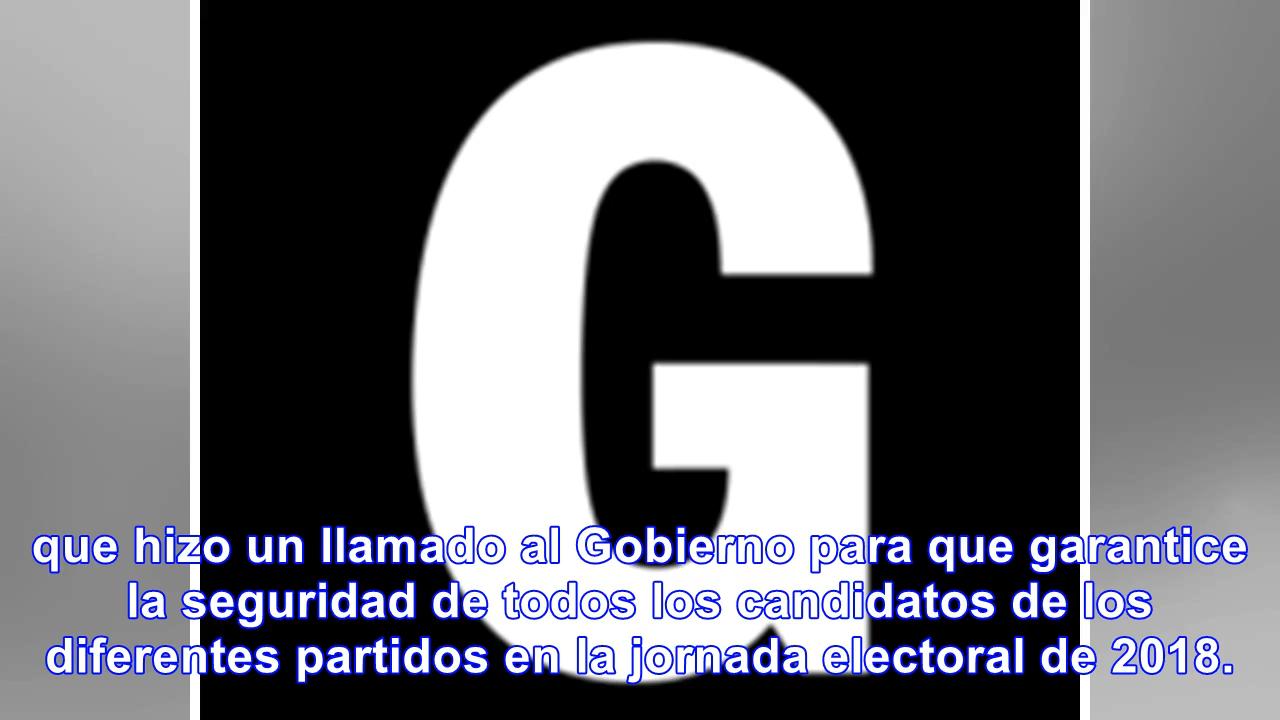 G
que hizo un llamado al Gobierno para que garantice
la seguridad de todos los candidatos de los
diferentes partidos en la jornada electoral de 2018.